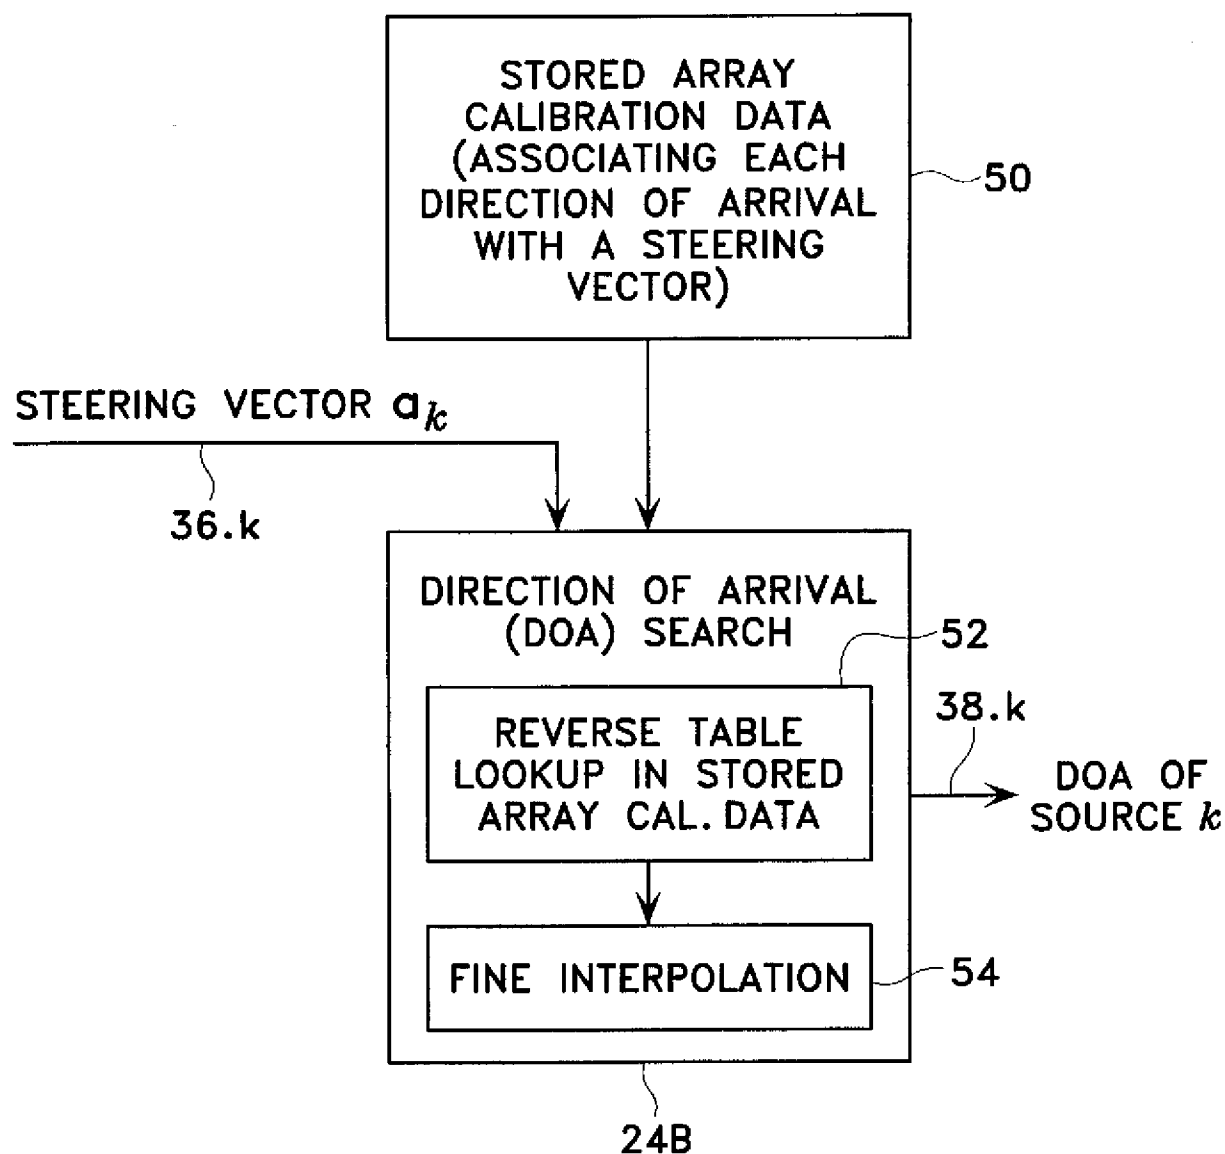 STORED ARRAY
CALIBRATION DATA
(ASSOCIATING EACH
DIRECTION OF ARRIVAL
WITH A STEERING
VECTOR)
50
STEERING VECTOR ak
36.k
DIRECTION OF ARRIVAL
(DOA) SEARCH
52
REVERSE TABLE
LOOKUP IN STORED
ARRAY CAL. DATA
38.k
DOA OF
SOURCE k
FINE INTERPOLATION
54
24B